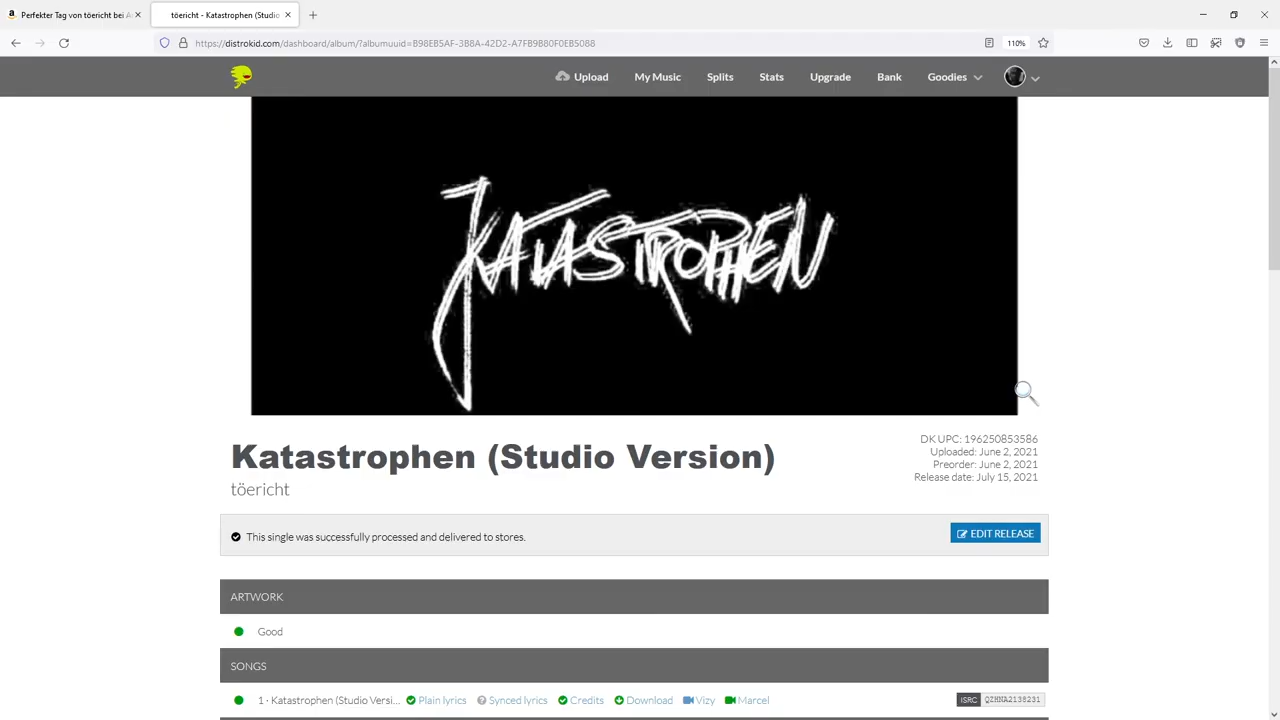 Perfekter Tag von töericht bei A
töericht - Katastrophen (Studio
https://distrokid.com/dashboard/album/?albumuuid=B98EB5AF-3B8A-42D2-A7FB9B80F0EB5088
110%
Upload My Music Splits Stats Upgrade Bank Goodies
KATASTROPHEN
Katastrophen (Studio Version)
töericht
DK UPC: 196250853586
Uploaded: June 2, 2021
Preorder: June 2, 2021
Release date: July 15, 2021
This single was successfully processed and delivered to stores.
EDIT RELEASE
ARTWORK
Good
SONGS
1 - Katastrophen (Studio Versi... Plain lyrics Synced lyrics Credits Download Vizy Marcel ISRC QZHNA2138231